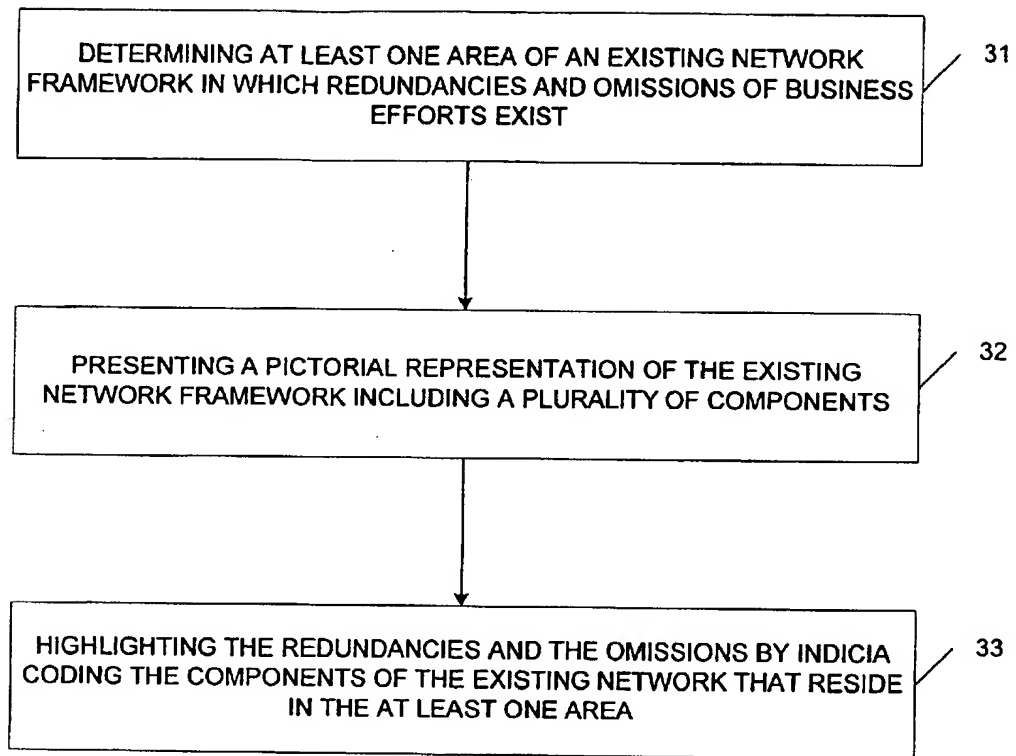 DETERMINING AT LEAST ONE AREA OF AN EXISTING NETWORK
FRAMEWORK IN WHICH REDUNDANCIES AND OMISSIONS OF BUSINESS
EFFORTS EXIST
31
PRESENTING A PICTORIAL REPRESENTATION OF THE EXISTING
NETWORK FRAMEWORK INCLUDING A PLURALITY OF COMPONENTS
32
HIGHLIGHTING THE REDUNDANCIES AND THE OMISSIONS BY INDICIA
CODING THE COMPONENTS OF THE EXISTING NETWORK THAT RESIDE
IN THE AT LEAST ONE AREA
33